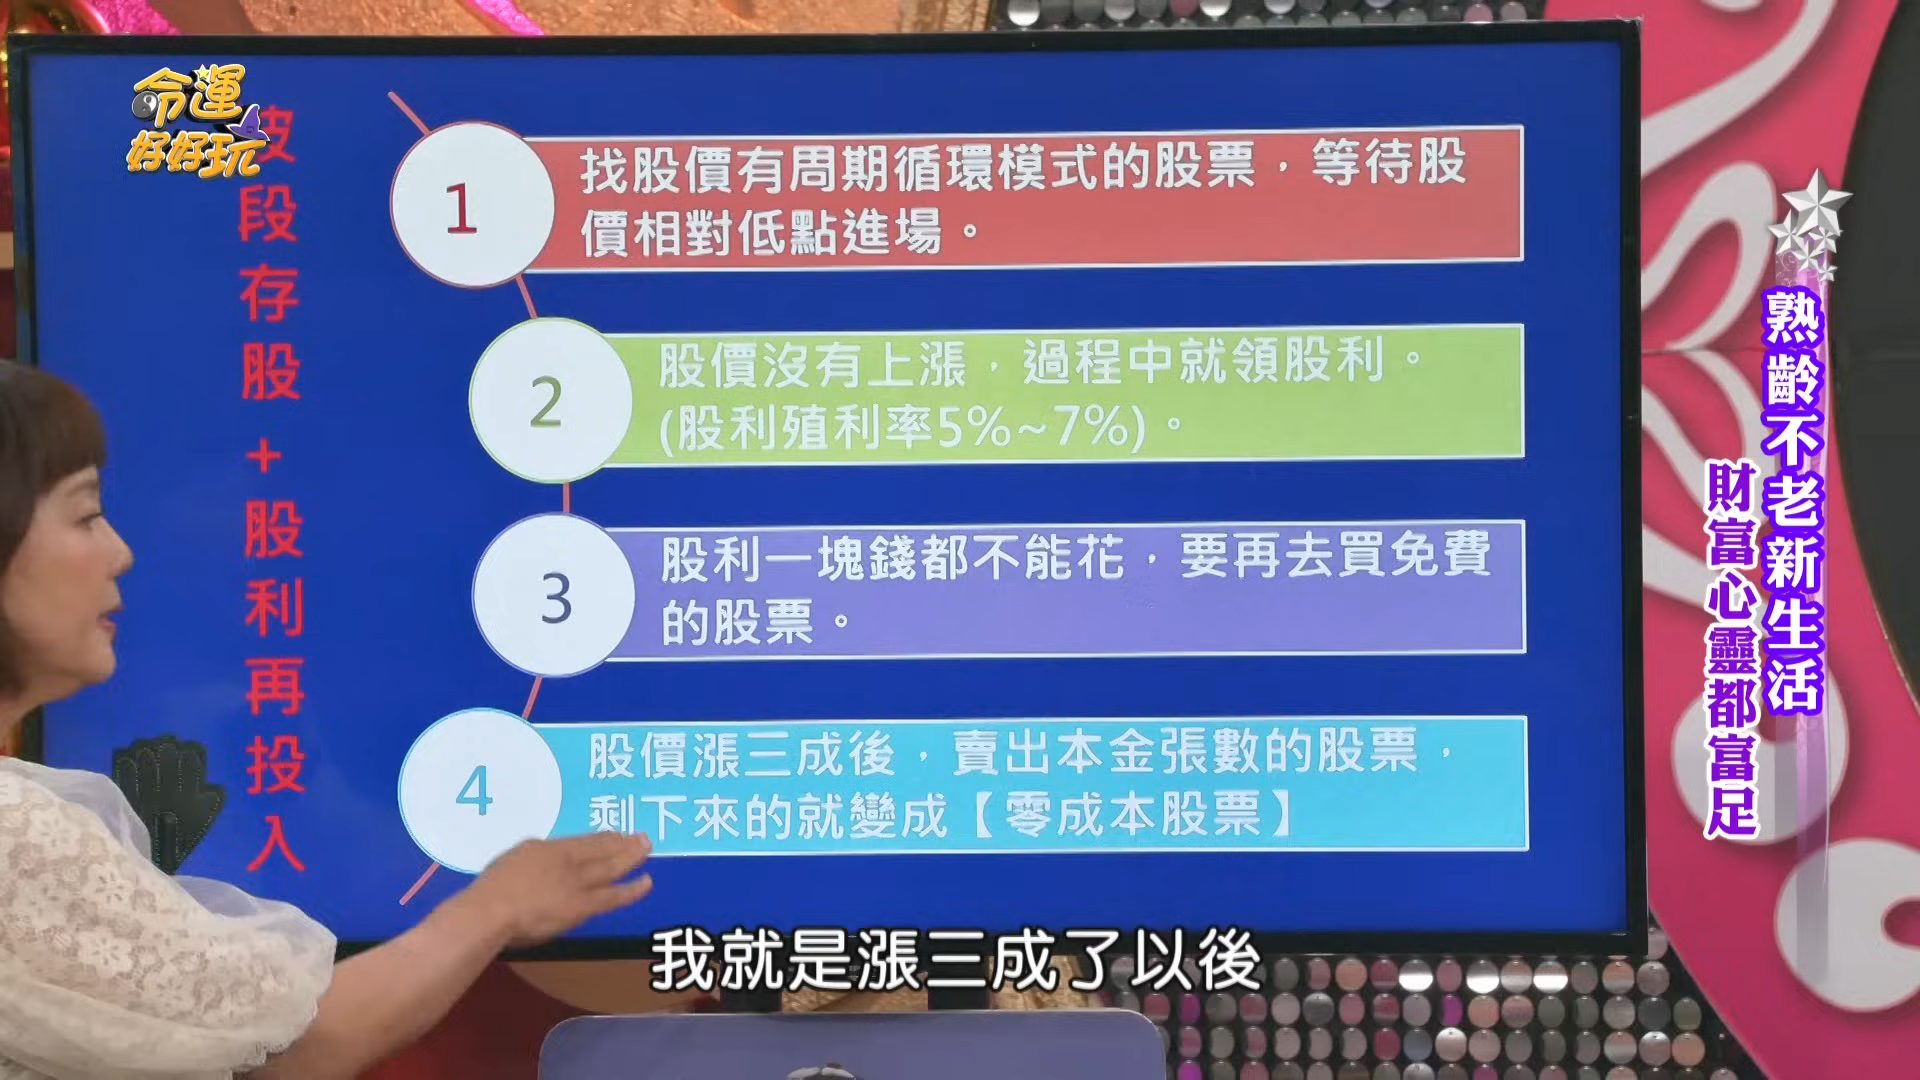 命運
好好玩
波段存股+股利再投入
1
找股價有周期循環模式的股票，等待股
價相對低點進場。
2
股價沒有上漲，過程中就領股利。
(股利殖利率5%~7%)。
3
股利一塊錢都不能花，要再去買免費
的股票。
4
股價漲三成後，賣出本金張數的股票，
剩下來的就變成【零成本股票】
熟齡不老新生活
財富心靈都富足
我就是漲三成了以後